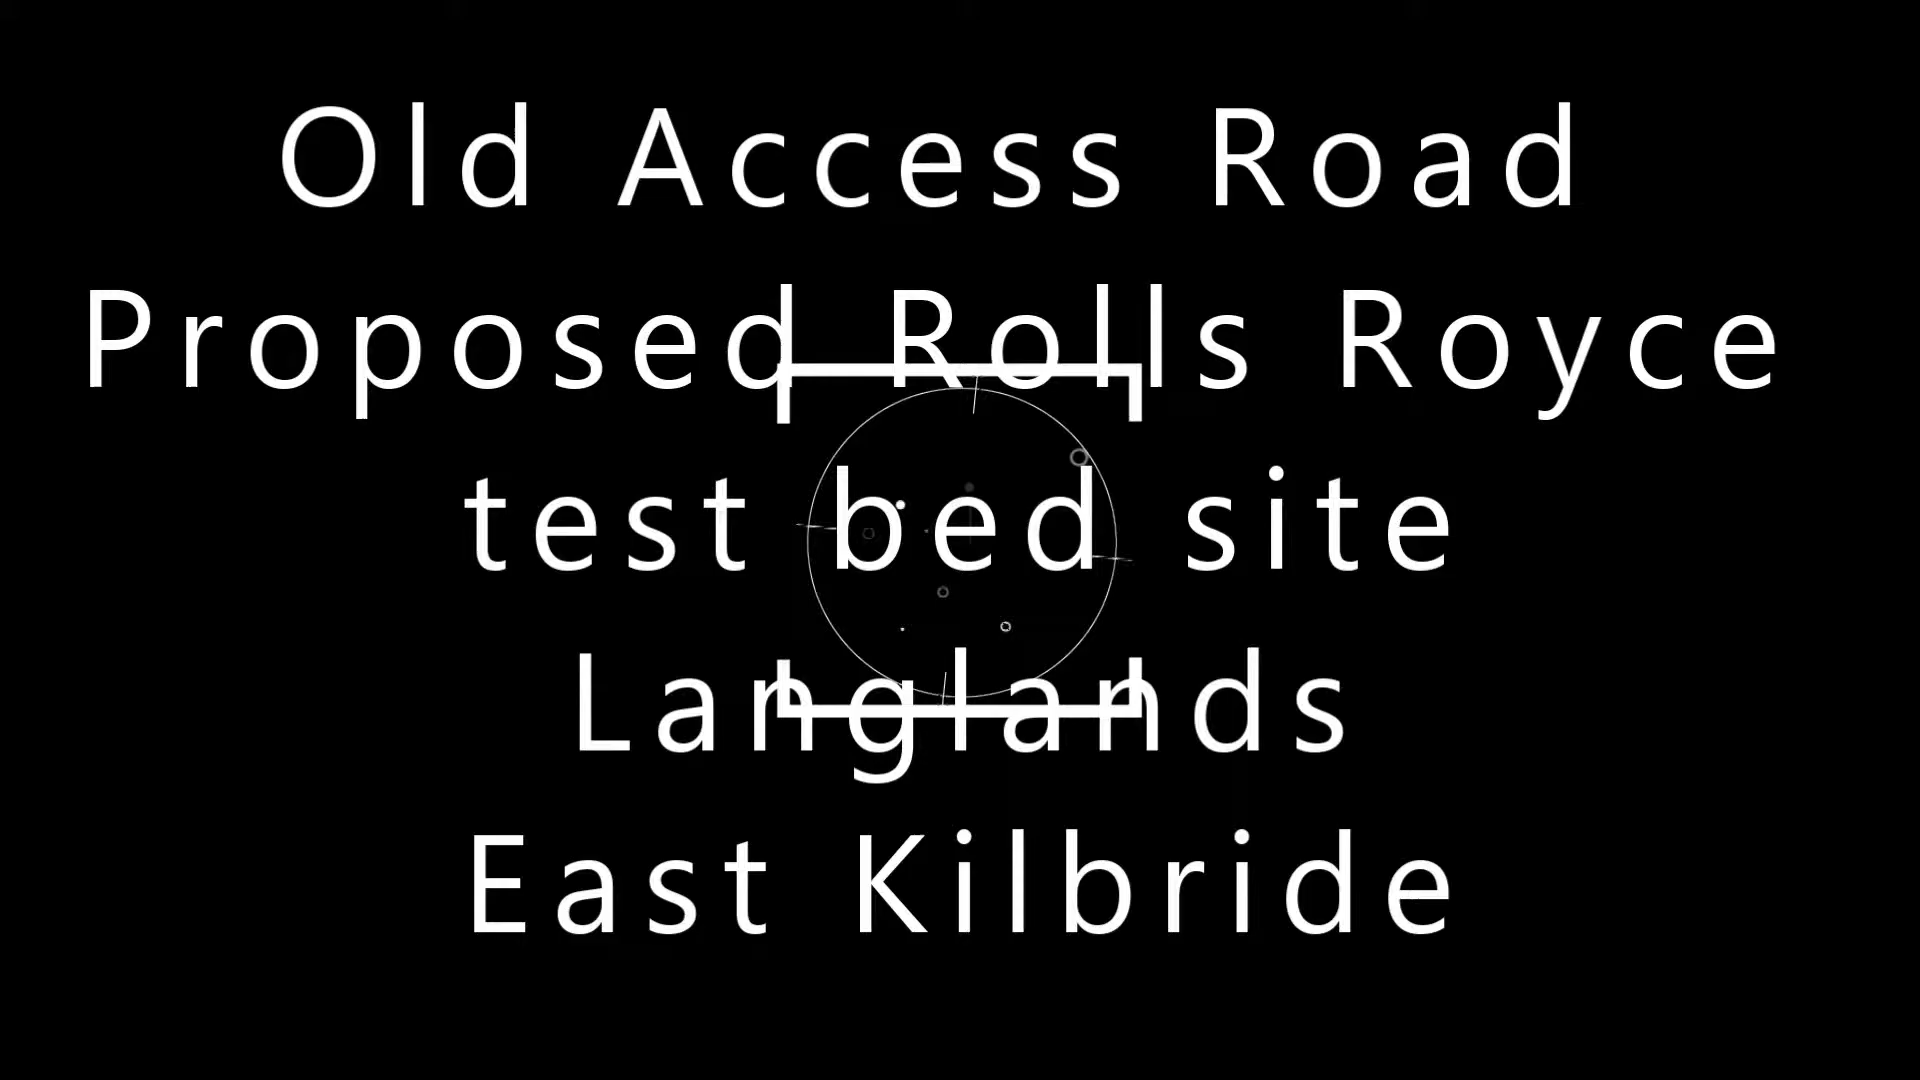 Old Access Road
Proposed Rolls Royce
test bed site
Langlands
East Kilbride